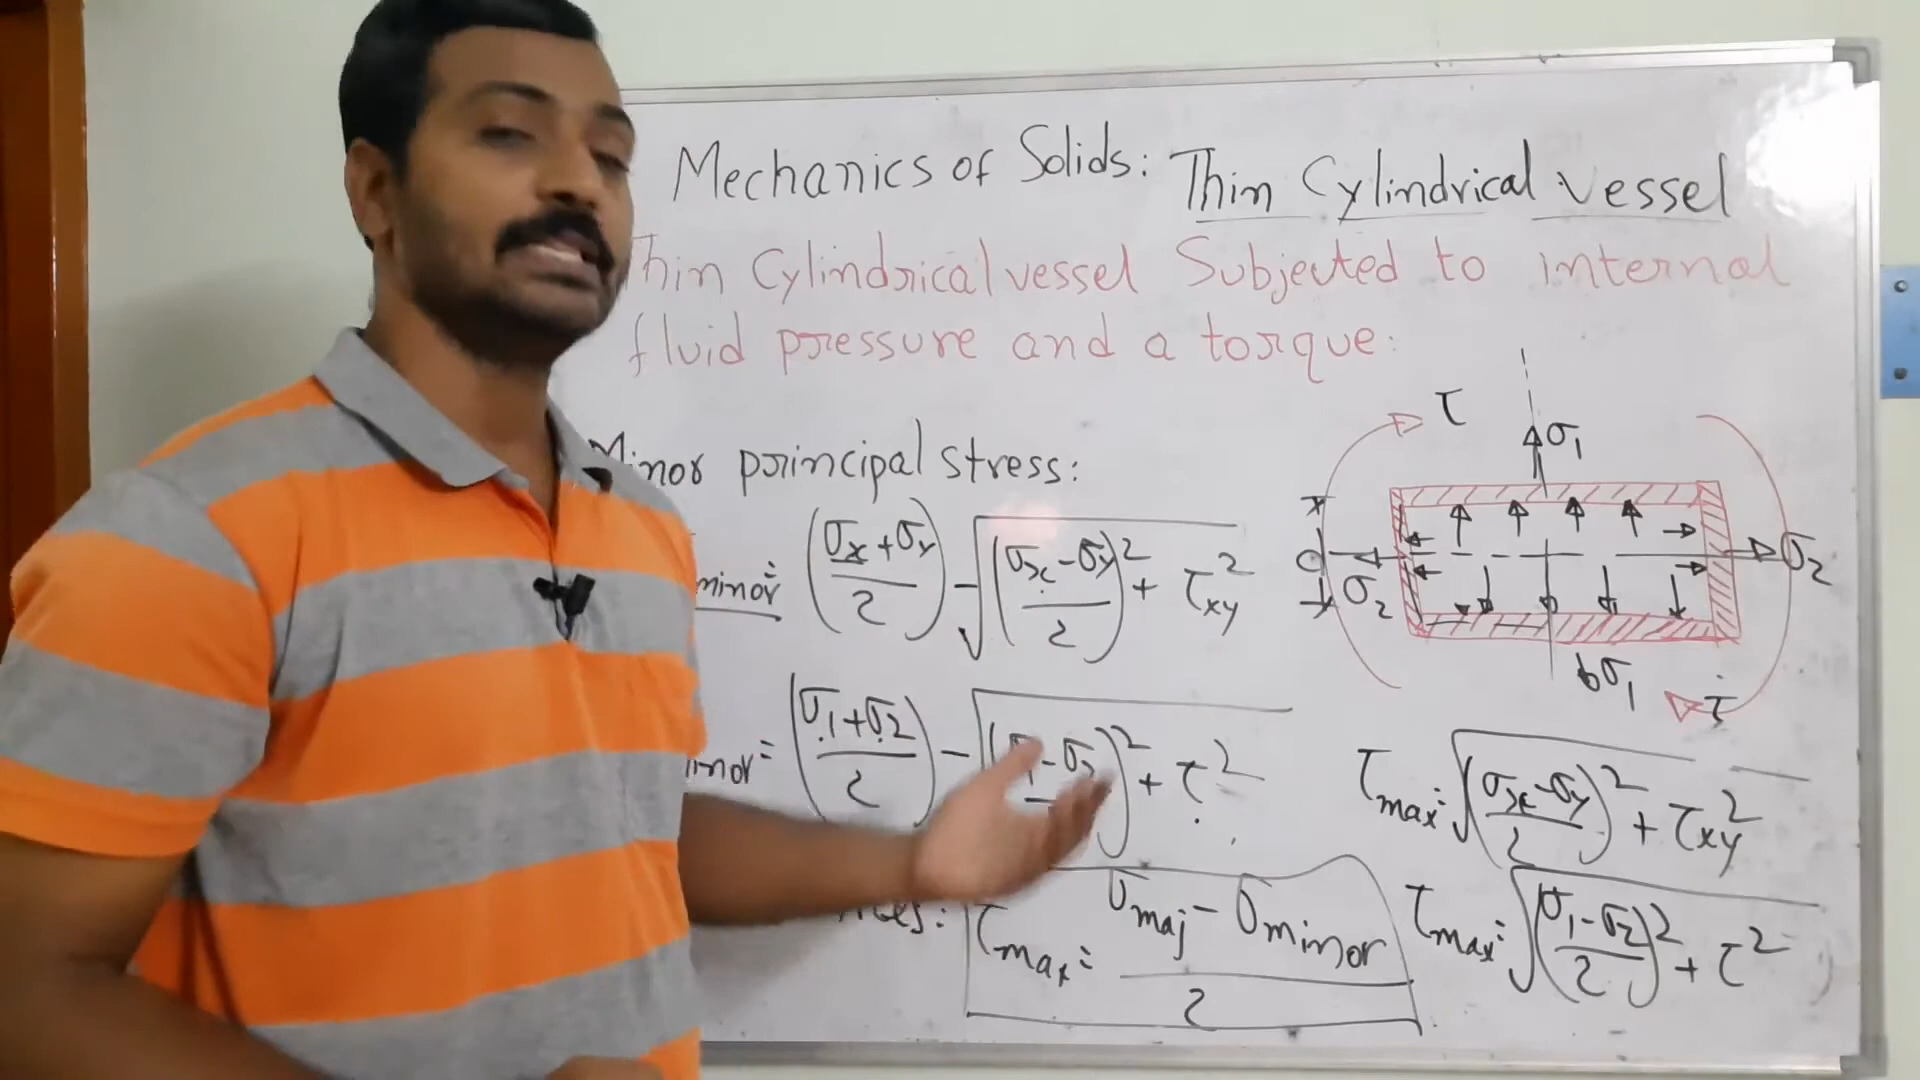 Mechanics of Solids: Thin Cylindrical vessel
Thin Cylindrical vessel Subjected to internal
fluid pressure and a torque:
Minor principal stress:
minor = (σx + σy / 2) - √((σx - σy / 2)² + τxy²)
minor = (σ1 + σ2 / 2) - √((σ1 - σ2 / 2)² + τ²)
τmax = σmaj - σminor / 2
τ
σ1
σ2
σ2
σ1
τ
τmax = √((σx - σy / 2)² + τxy²)
τmax = √((σ1 - σ2 / 2)² + τ²)